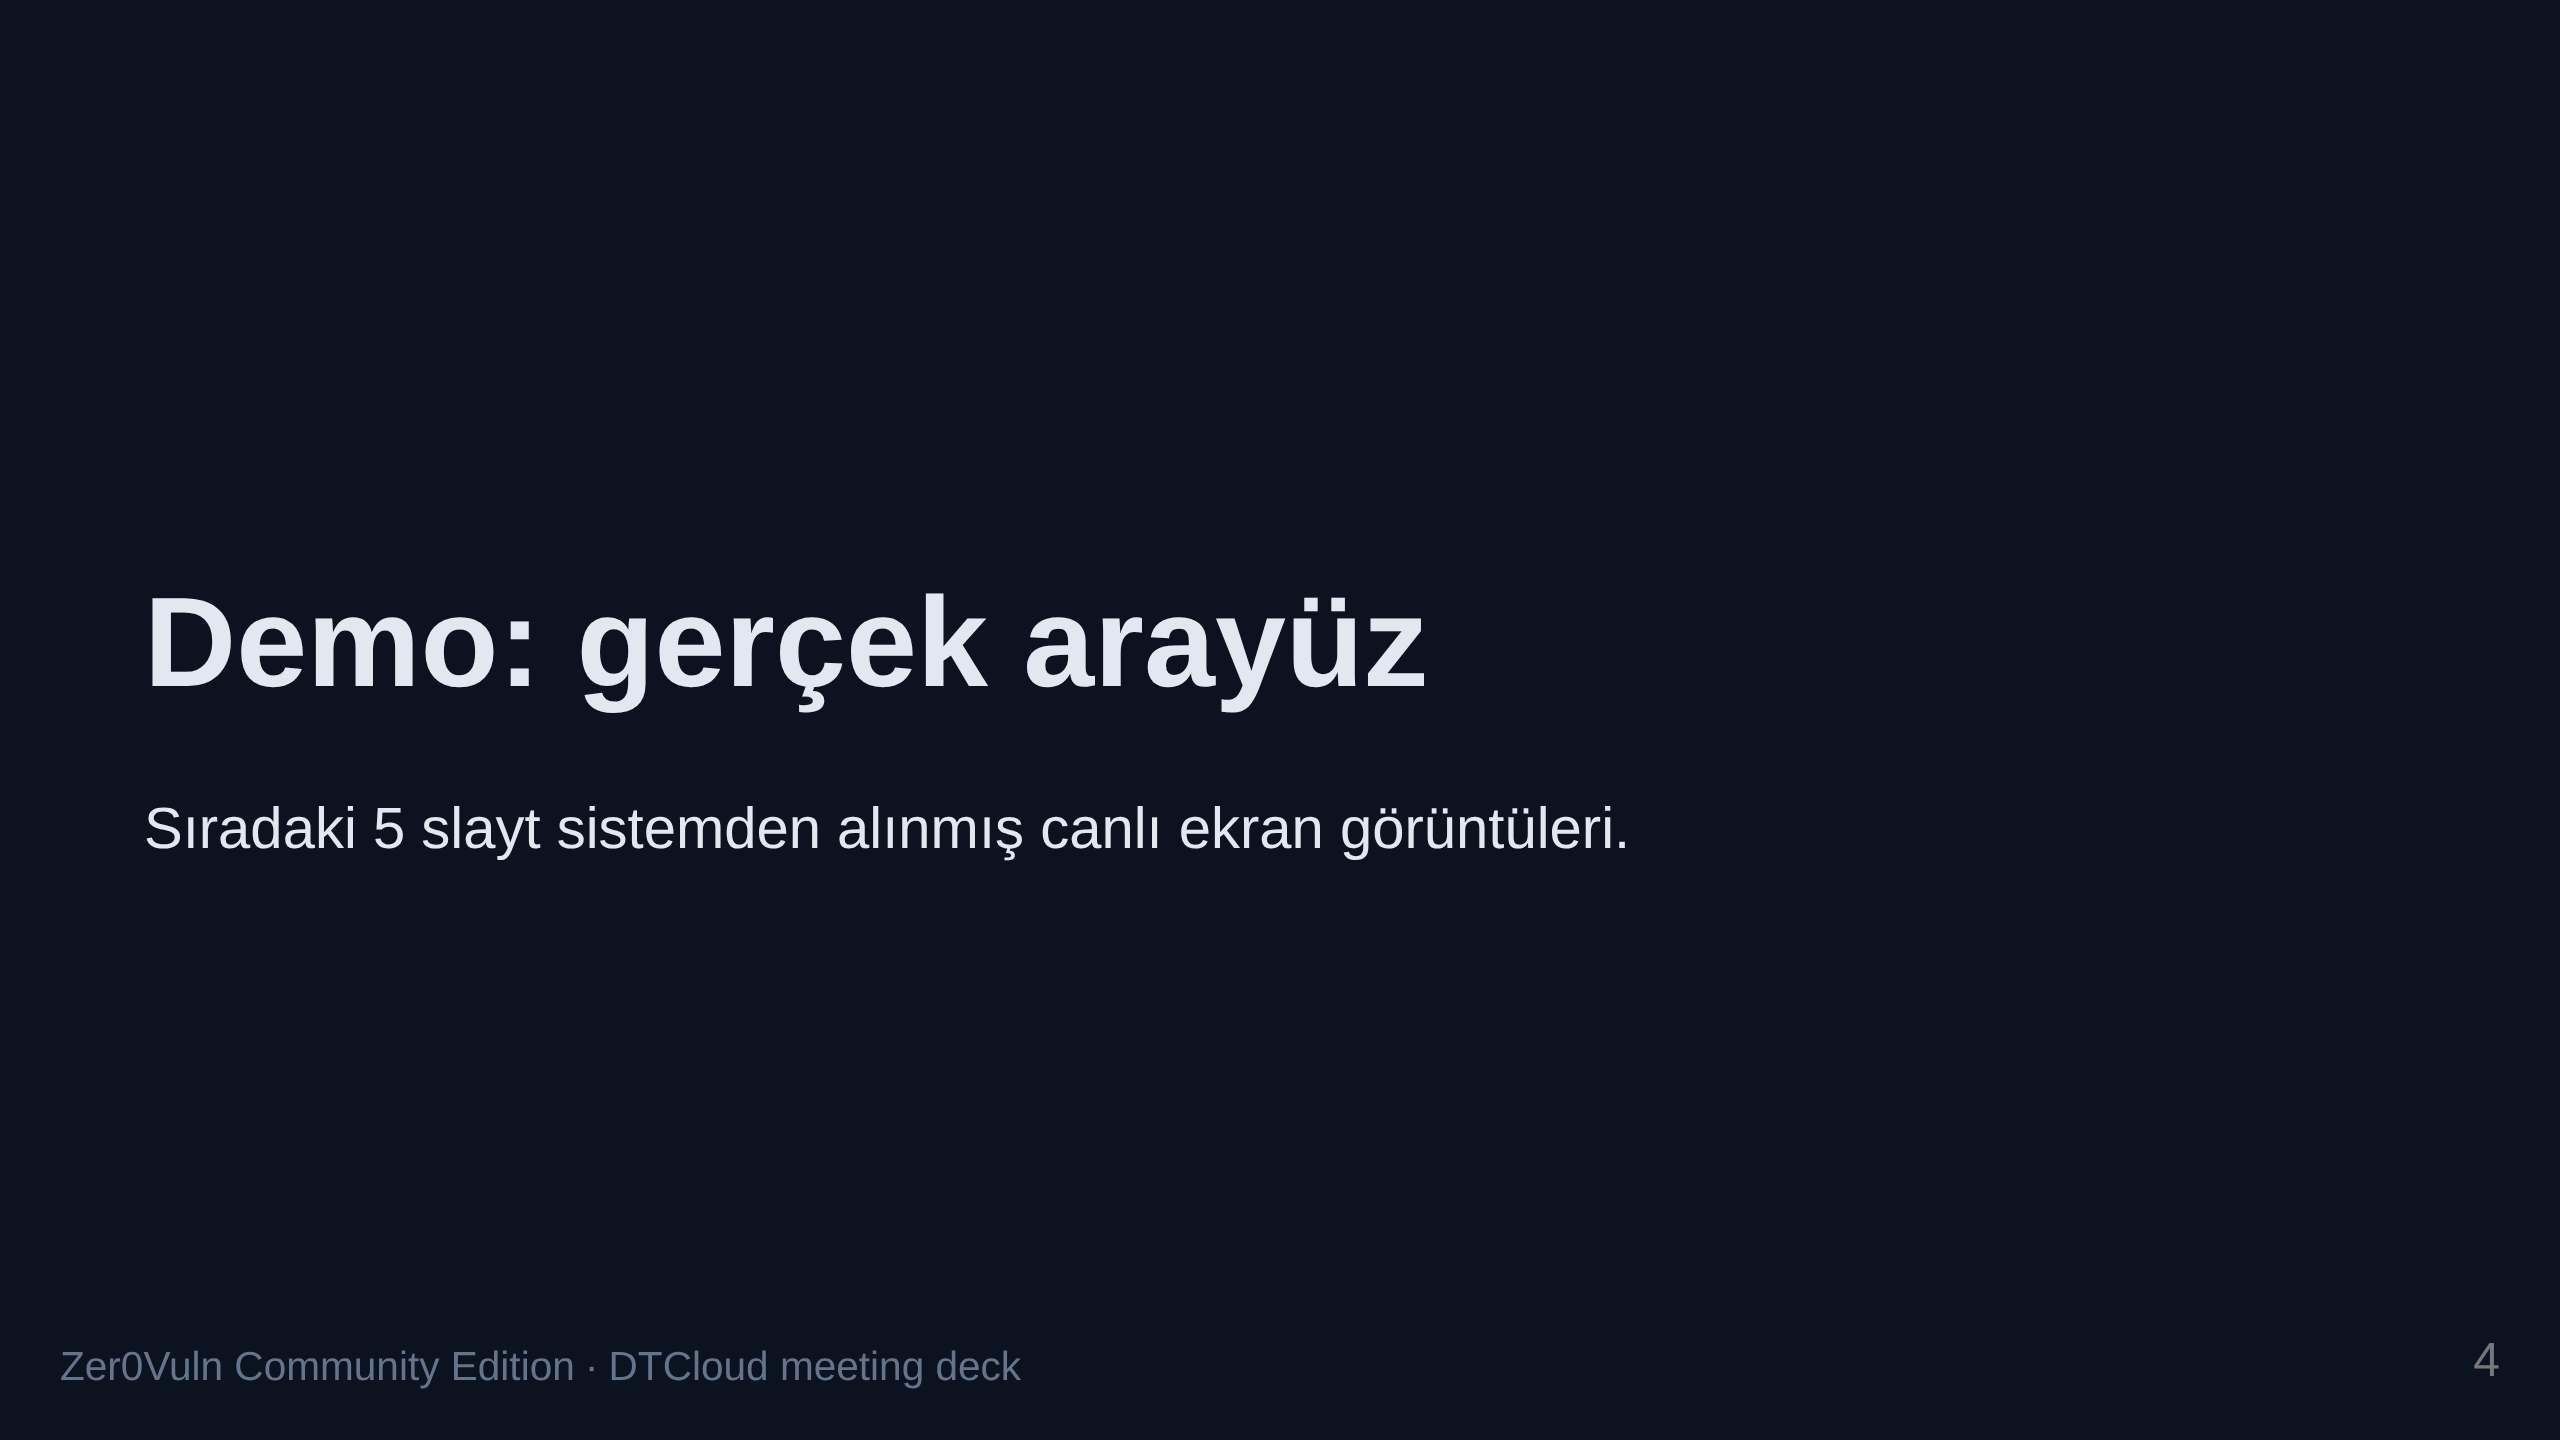 Demo: gerçek arayüz
Sıradaki 5 slayt sistemden alınmış canlı ekran görüntüleri.
Zer0Vuln Community Edition · DTCloud meeting deck
4